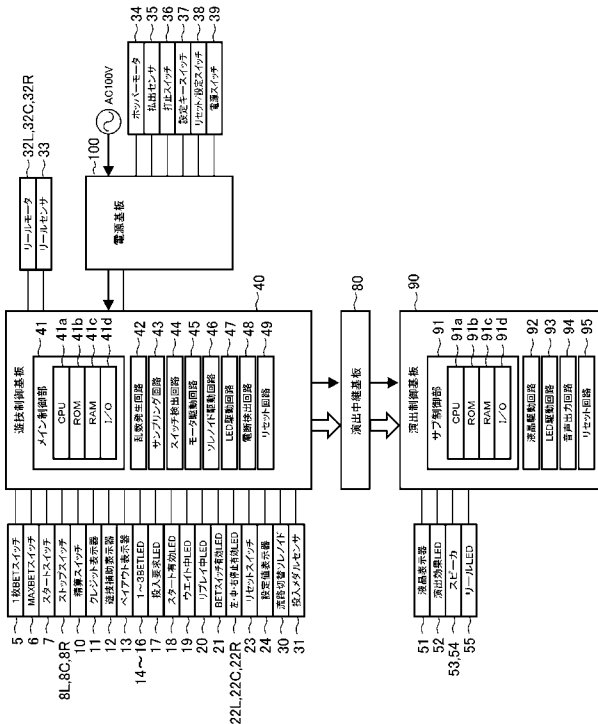 5 1枚BETスイッチ
6 MAXBETスイッチ
7 スタートスイッチ
8L,8C,8R ストップスイッチ
10 精算スイッチ
11 クレジット表示器
12 遊技補助表示器
13 ペイアウト表示器
14～16 1～3BETLED
17 投入要求LED
18 スタート有効LED
19 ウエイト中LED
20 リプレイ中LED
21 BETスイッチ有効LED
22L,22C,22R 左・中・右停止有効LED
23 リセットスイッチ
24 設定値表示器
30 流路切替ソレノイド
31 投入メダルセンサ
遊技制御基板
40
メイン制御部 41
CPU 41a
ROM 41b
RAM 41c
I/O 41d
乱数発生回路 42
サンプリング回路 43
スイッチ検出回路 44
モータ駆動回路 45
ソレノイド駆動回路 46
LED駆動回路 47
電断検出回路 48
リセット回路 49
リールモータ 32L,32C,32R
リールセンサ 33
電源基板 100
AC100V
ホッパーモータ 34
払出センサ 35
打止スイッチ 36
設定キースイッチ 37
リセット/設定スイッチ 38
電源スイッチ 39
演出中継基板 80
演出制御基板 90
サブ制御部 91
CPU 91a
ROM 91b
RAM 91c
I/O 91d
液晶駆動回路 92
LED駆動回路 93
音声出力回路 94
リセット回路 95
51 液晶表示器
52 演出効果LED
53,54 スピーカ
55 リールLED